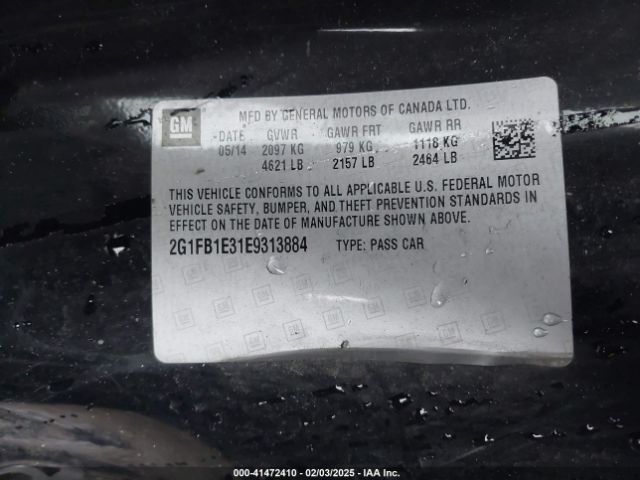 GM
MFD BY GENERAL MOTORS OF CANADA LTD.
DATE GVWR GAWR FRT GAWR RR
05/14 2097 KG 979 KG 1118 KG
4621 LB 2157 LB 2464 LB
THIS VEHICLE CONFORMS TO ALL APPLICABLE U.S. FEDERAL MOTOR
VEHICLE SAFETY, BUMPER, AND THEFT PREVENTION STANDARDS IN
EFFECT ON THE DATE OF MANUFACTURE SHOWN ABOVE.
2G1FB1E31E9313884 TYPE: PASS CAR
000-41472410 - 02/03/2025 - IAA Inc.